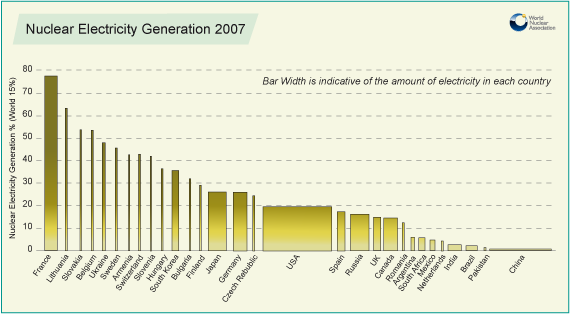 Nuclear Electricity Generation 2007
World
Nuclear
Association
Bar Width is indicative of the amount of electricity in each country
Nuclear Electricity Generation % (World 15%)
80
70
60
50
40
30
20
10
0
France
Lithuania
Slovakia
Belgium
Ukraine
Sweden
Armenia
Switzerland
Slovenia
Hungary
South Korea
Bulgaria
Finland
Japan
Germany
Czech Republic
USA
Spain
Russia
UK
Canada
Romania
Argentina
South Africa
Mexico
Netherlands
India
Brazil
Pakistan
China